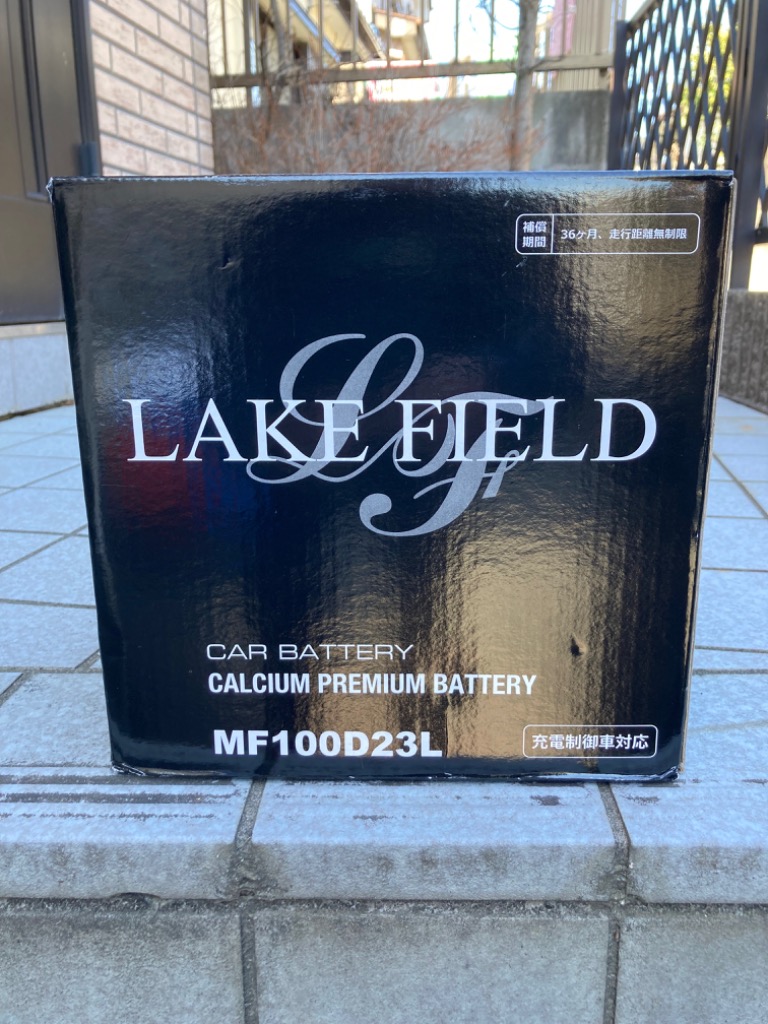 補償
期間
36ヶ月、走行距離無制限
LF
LAKE FIELD
CAR BATTERY
CALCIUM PREMIUM BATTERY
MF100D23L
充電制御車対応